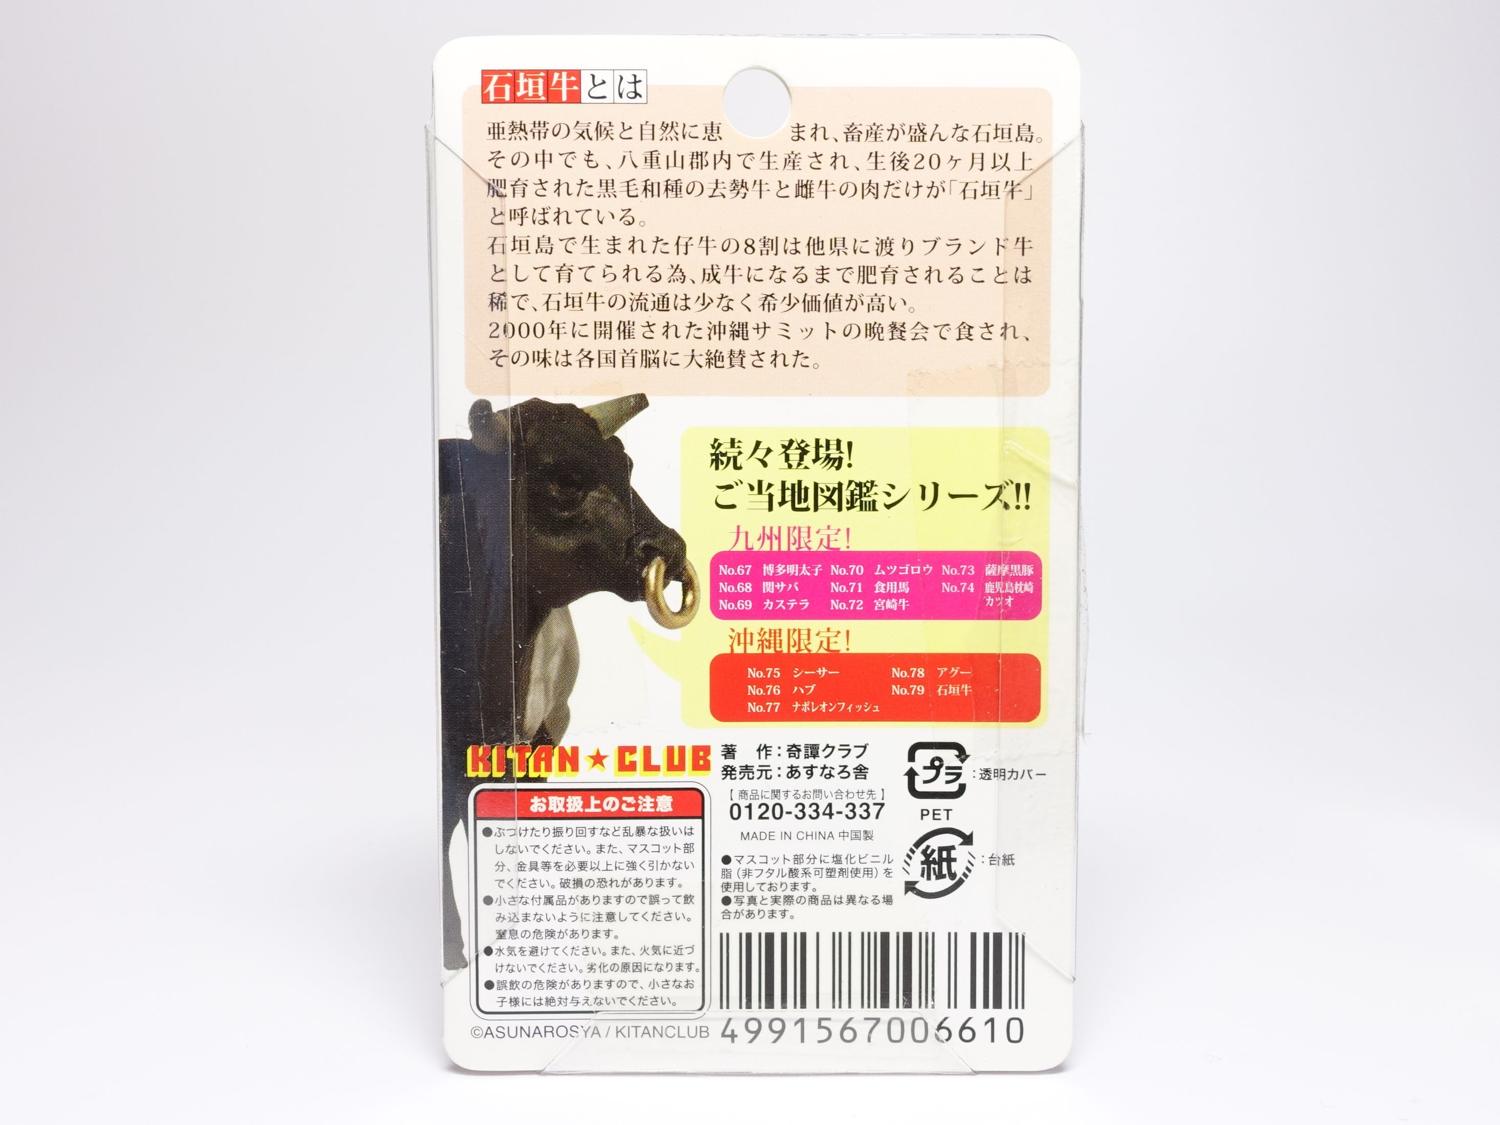 石垣牛とは
亜熱帯の気候と自然に恵まれ、畜産が盛んな石垣島。
その中でも、八重山郡内で生産され、生後20ヶ月以上
肥育された黒毛和種の去勢牛と雌牛の肉だけが「石垣牛」
と呼ばれている。
石垣島で生まれた仔牛の8割は他県に渡りブランド牛
として育てられる為、成牛になるまで肥育されることは
稀で、石垣牛の流通は少なく希少価値が高い。
2000年に開催された沖縄サミットの晩餐会で食され、
その味は各国首脳に大絶賛された。
続々登場!
ご当地図鑑シリーズ!!
九州限定!
No.67 博多明太子 No.70 ムツゴロウ No.73 薩摩黒豚
No.68 関サバ No.71 食用馬 No.74 鹿児島枕崎
カツオ
No.69 カステラ No.72 宮崎牛
沖縄限定!
No.75 シーサー No.78 アグー
No.76 ハブ No.79 石垣牛
No.77 ナポレオンフィッシュ
KITAN★CLUB
お取扱上のご注意
●ぶつけたり振り回すなど乱暴な扱いは
しないでください。また、マスコット部
分、金具等を必要以上に強く引かない
でください。破損の恐れがあります。
●小さな付属品がありますので誤って飲
み込まないように注意してください。
窒息の危険があります。
●水気を避けてください。また、火気に近づ
けないでください。劣化の原因になります。
●誤飲の危険がありますので、小さなお
子様には絶対与えないでください。
©ASUNAROSYA / KITANCLUB
著 作:奇譚クラブ
発売元:あすなろ舎
【 商品に関するお問い合わせ先 】
0120-334-337
MADE IN CHINA 中国製
●マスコット部分に塩化ビニル
脂(非フタル酸系可塑剤使用)を
使用しております。
●写真と実際の商品は異なる場
合があります。
プラ:透明カバー
PET
紙:台紙
4991567006610